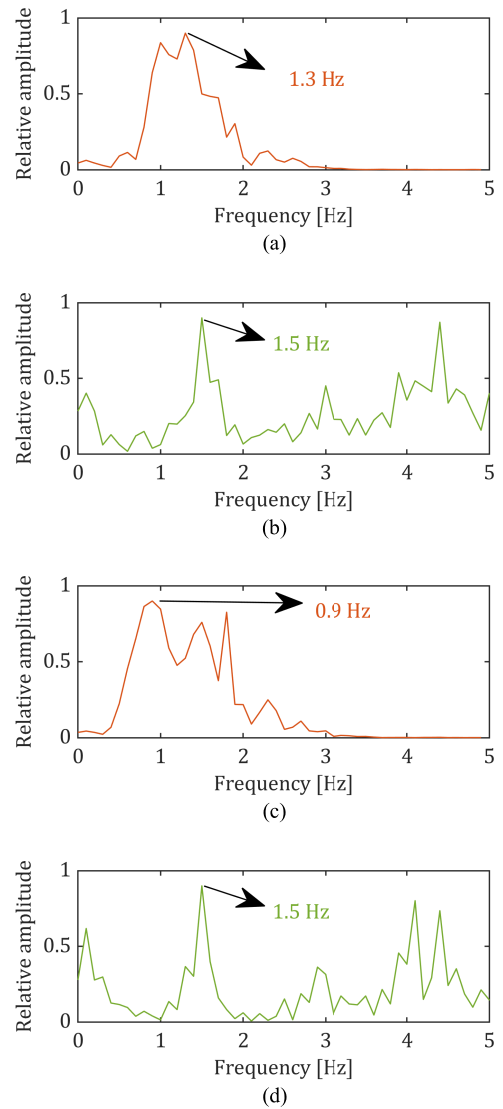 Relative amplitude
1
0.5
0
1.3 Hz
0 1 2 3 4 5
Frequency [Hz]
(a)
Relative amplitude
1
0.5
0
1.5 Hz
0 1 2 3 4 5
Frequency [Hz]
(b)
Relative amplitude
1
0.5
0
0.9 Hz
0 1 2 3 4 5
Frequency [Hz]
(c)
Relative amplitude
1
0.5
0
1.5 Hz
0 1 2 3 4 5
Frequency [Hz]
(d)